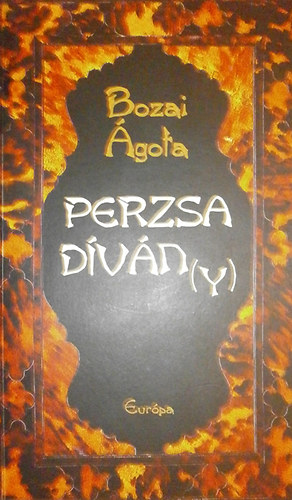 Bozai
Ágota
PERZSA
DÍVÁN(Y)
Európa